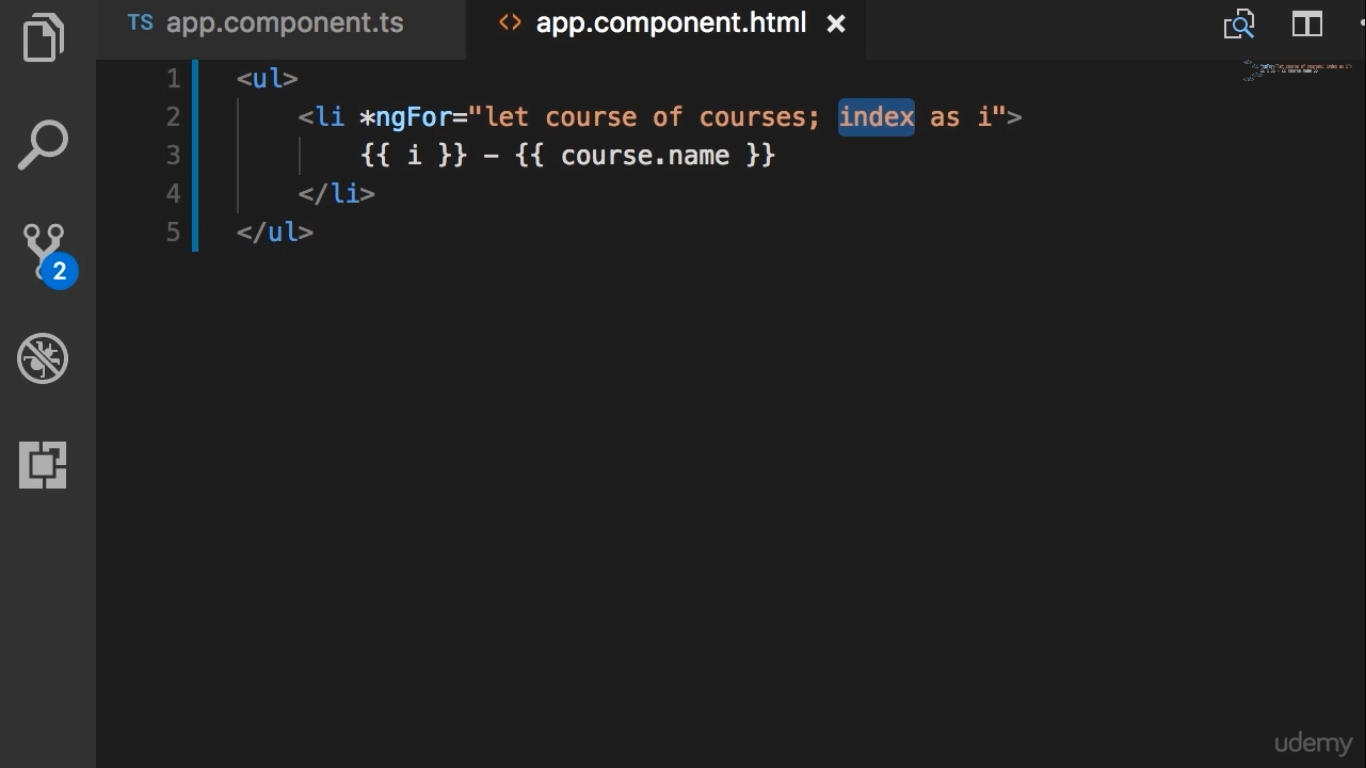 TS app.component.ts <> app.component.html ×
1 <ul>
2 <li *ngFor="let course of courses; index as i">
3 {{ i }} - {{ course.name }}
4 </li>
5 </ul>
2
udemy